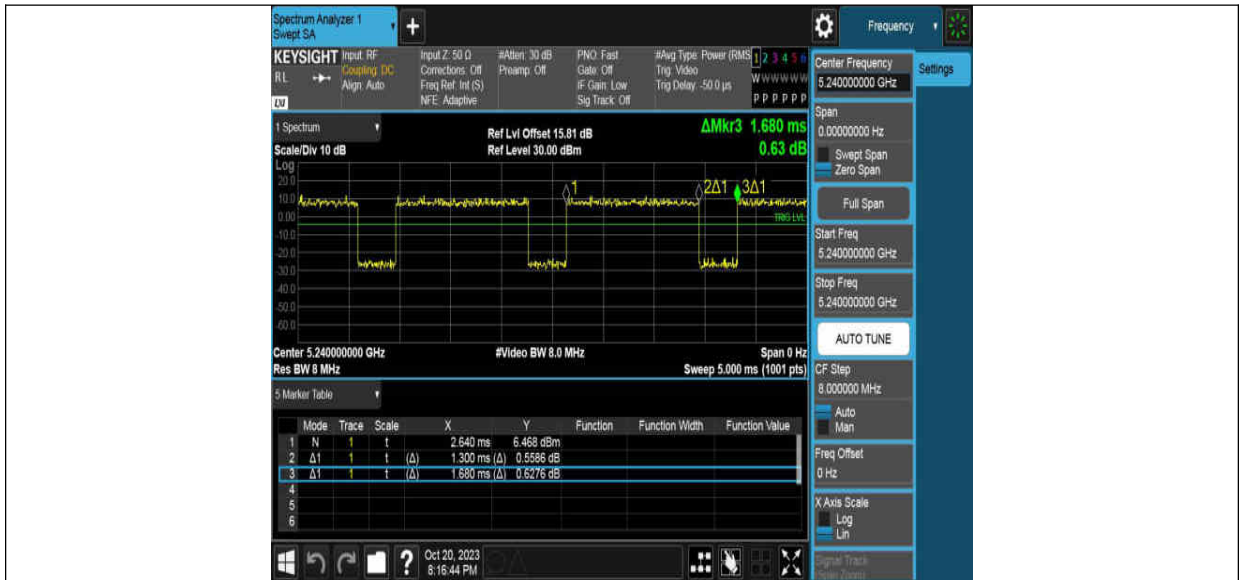 Spectrum Analyzer 1
Swept SA
+
Frequency
KEYSIGHT
RL
LXI
Input: RF
Coupling: DC
Align: Auto
Input Z: 50 Ω
Corrections: Off
Freq Ref: Int (S)
NFE: Adaptive
#Atten: 30 dB
Preamp: Off
PNO: Fast
Gate: Off
IF Gain: Low
Sig Track: Off
#Avg Type: Power (RMS
Trig: Video
Trig Delay: -50.0 µs
1 2 3 4 5 6
W W W W W W
P P P P P P
1 Spectrum
Scale/Div 10 dB
Ref Lvl Offset 15.81 dB
Ref Level 30.00 dBm
ΔMkr3 1.680 ms
0.63 dB
Log
20.0
10.0
0.00
-10.0
-20.0
-30.0
-40.0
-50.0
-60.0
1
2Δ1
3Δ1
TRIG LVL
Center 5.240000000 GHz
#Video BW 8.0 MHz
Span 0 Hz
Res BW 8 MHz
Sweep 5.000 ms (1001 pts)
5 Marker Table
Mode Trace Scale X Y Function Function Width Function Value
1 N 1 t 2.640 ms 6.468 dBm
2 Δ1 1 t (Δ) 1.300 ms (Δ) 0.5586 dB
3 Δ1 1 t (Δ) 1.680 ms (Δ) 0.6276 dB
4
5
6
?
Oct 20, 2023
8:16:44 PM
Center Frequency
5.240000000 GHz
Settings
Span
0.00000000 Hz
Swept Span
Zero Span
Full Span
Start Freq
5.240000000 GHz
Stop Freq
5.240000000 GHz
AUTO TUNE
CF Step
8.000000 MHz
Auto
Man
Freq Offset
0 Hz
X Axis Scale
Log
Lin
Signal Track
(Span Zoom)